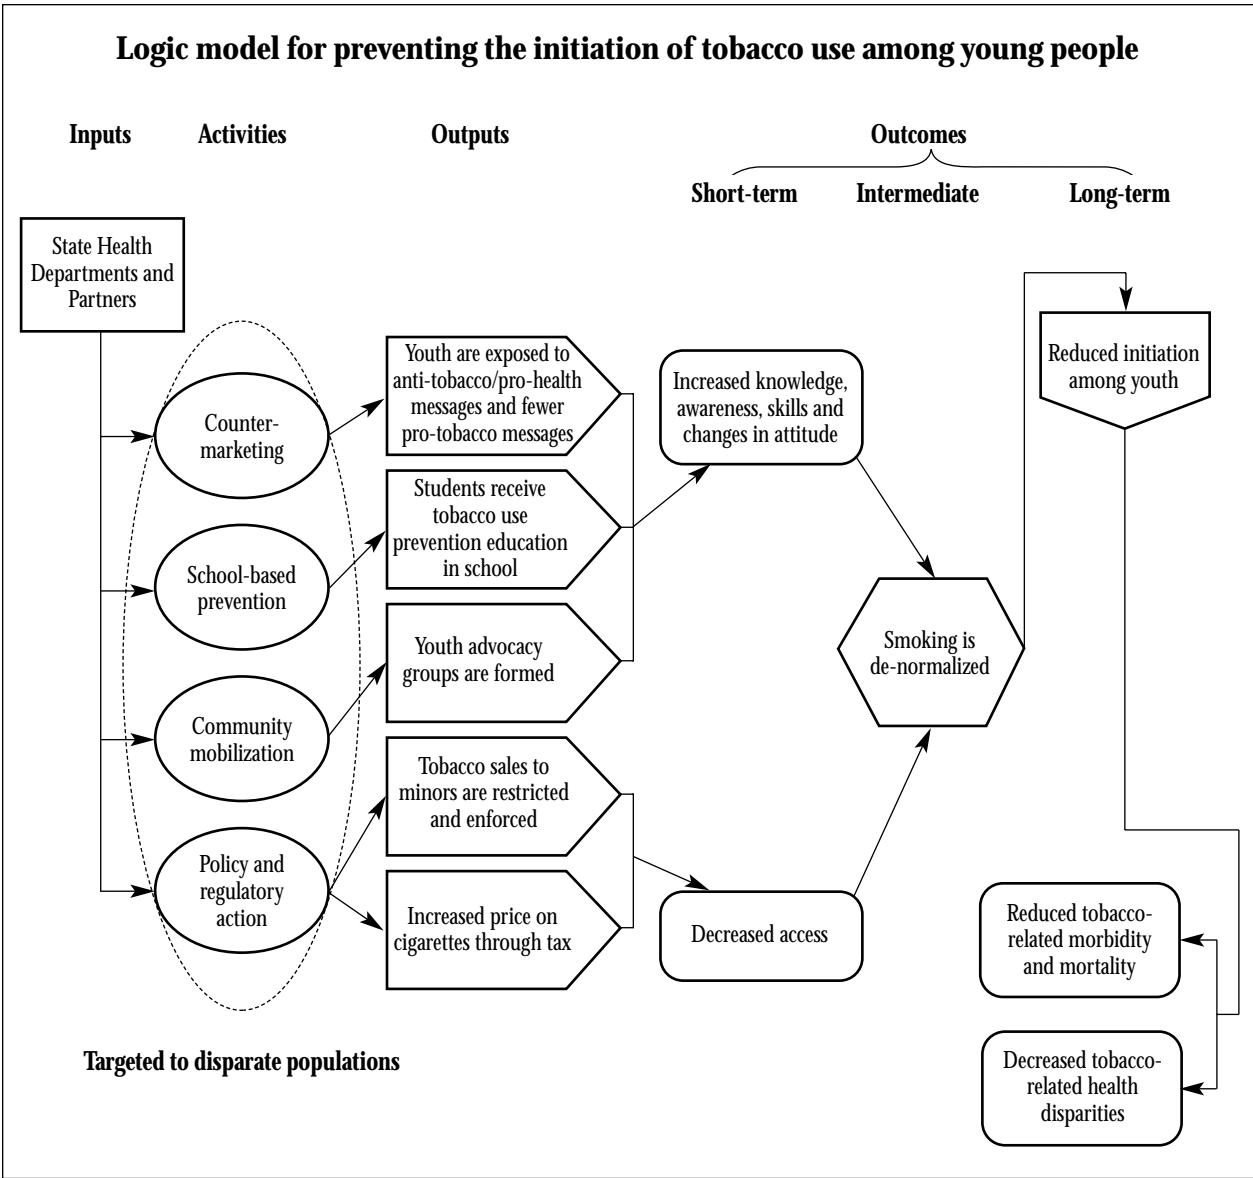 Logic model for preventing the initiation of tobacco use among young people
Inputs
Activities
Outputs
Outcomes
Short-term
Intermediate
Long-term
State Health
Departments and
Partners
Counter-
marketing
School-based
prevention
Community
mobilization
Policy and
regulatory
action
Targeted to disparate populations
Youth are exposed to
anti-tobacco/pro-health
messages and fewer
pro-tobacco messages
Students receive
tobacco use
prevention education
in school
Youth advocacy
groups are formed
Tobacco sales to
minors are restricted
and enforced
Increased price on
cigarettes through tax
Increased knowledge,
awareness, skills and
changes in attitude
Decreased access
Smoking is
de-normalized
Reduced initiation
among youth
Reduced tobacco-
related morbidity
and mortality
Decreased tobacco-
related health
disparities